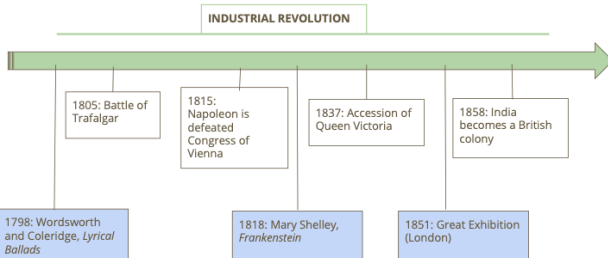 INDUSTRIAL REVOLUTION
1805: Battle of
Trafalgar
1815:
Napoleon is
defeated
Congress of
Vienna
1837: Accession of
Queen Victoria
1858: India
becomes a British
colony
1798: Wordsworth
and Coleridge, Lyrical
Ballads
1818: Mary Shelley,
Frankenstein
1851: Great Exhibition
(London)